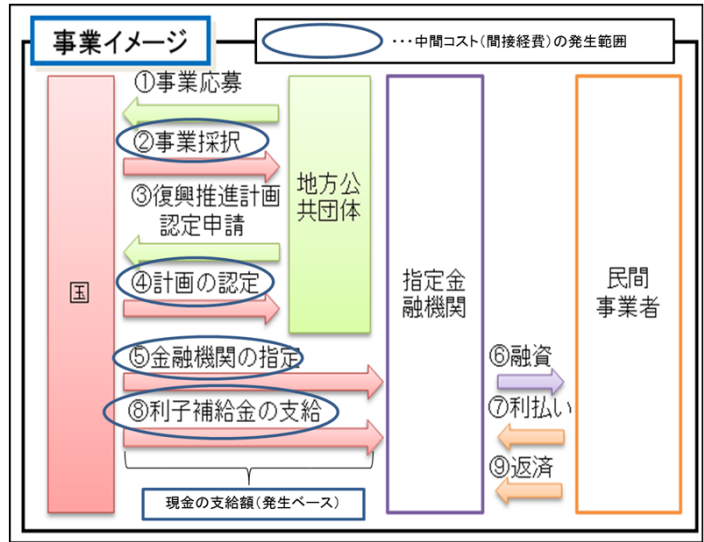 事業イメージ
・・・中間コスト(間接経費)の発生範囲
①事業応募
②事業採択
③復興推進計画
認定申請
④計画の認定
⑤金融機関の指定
⑧利子補給金の支給
国
地方公
共団体
指定金
融機関
民間
事業者
⑥融資
⑦利払い
⑨返済
現金の支給額(発生ベース)